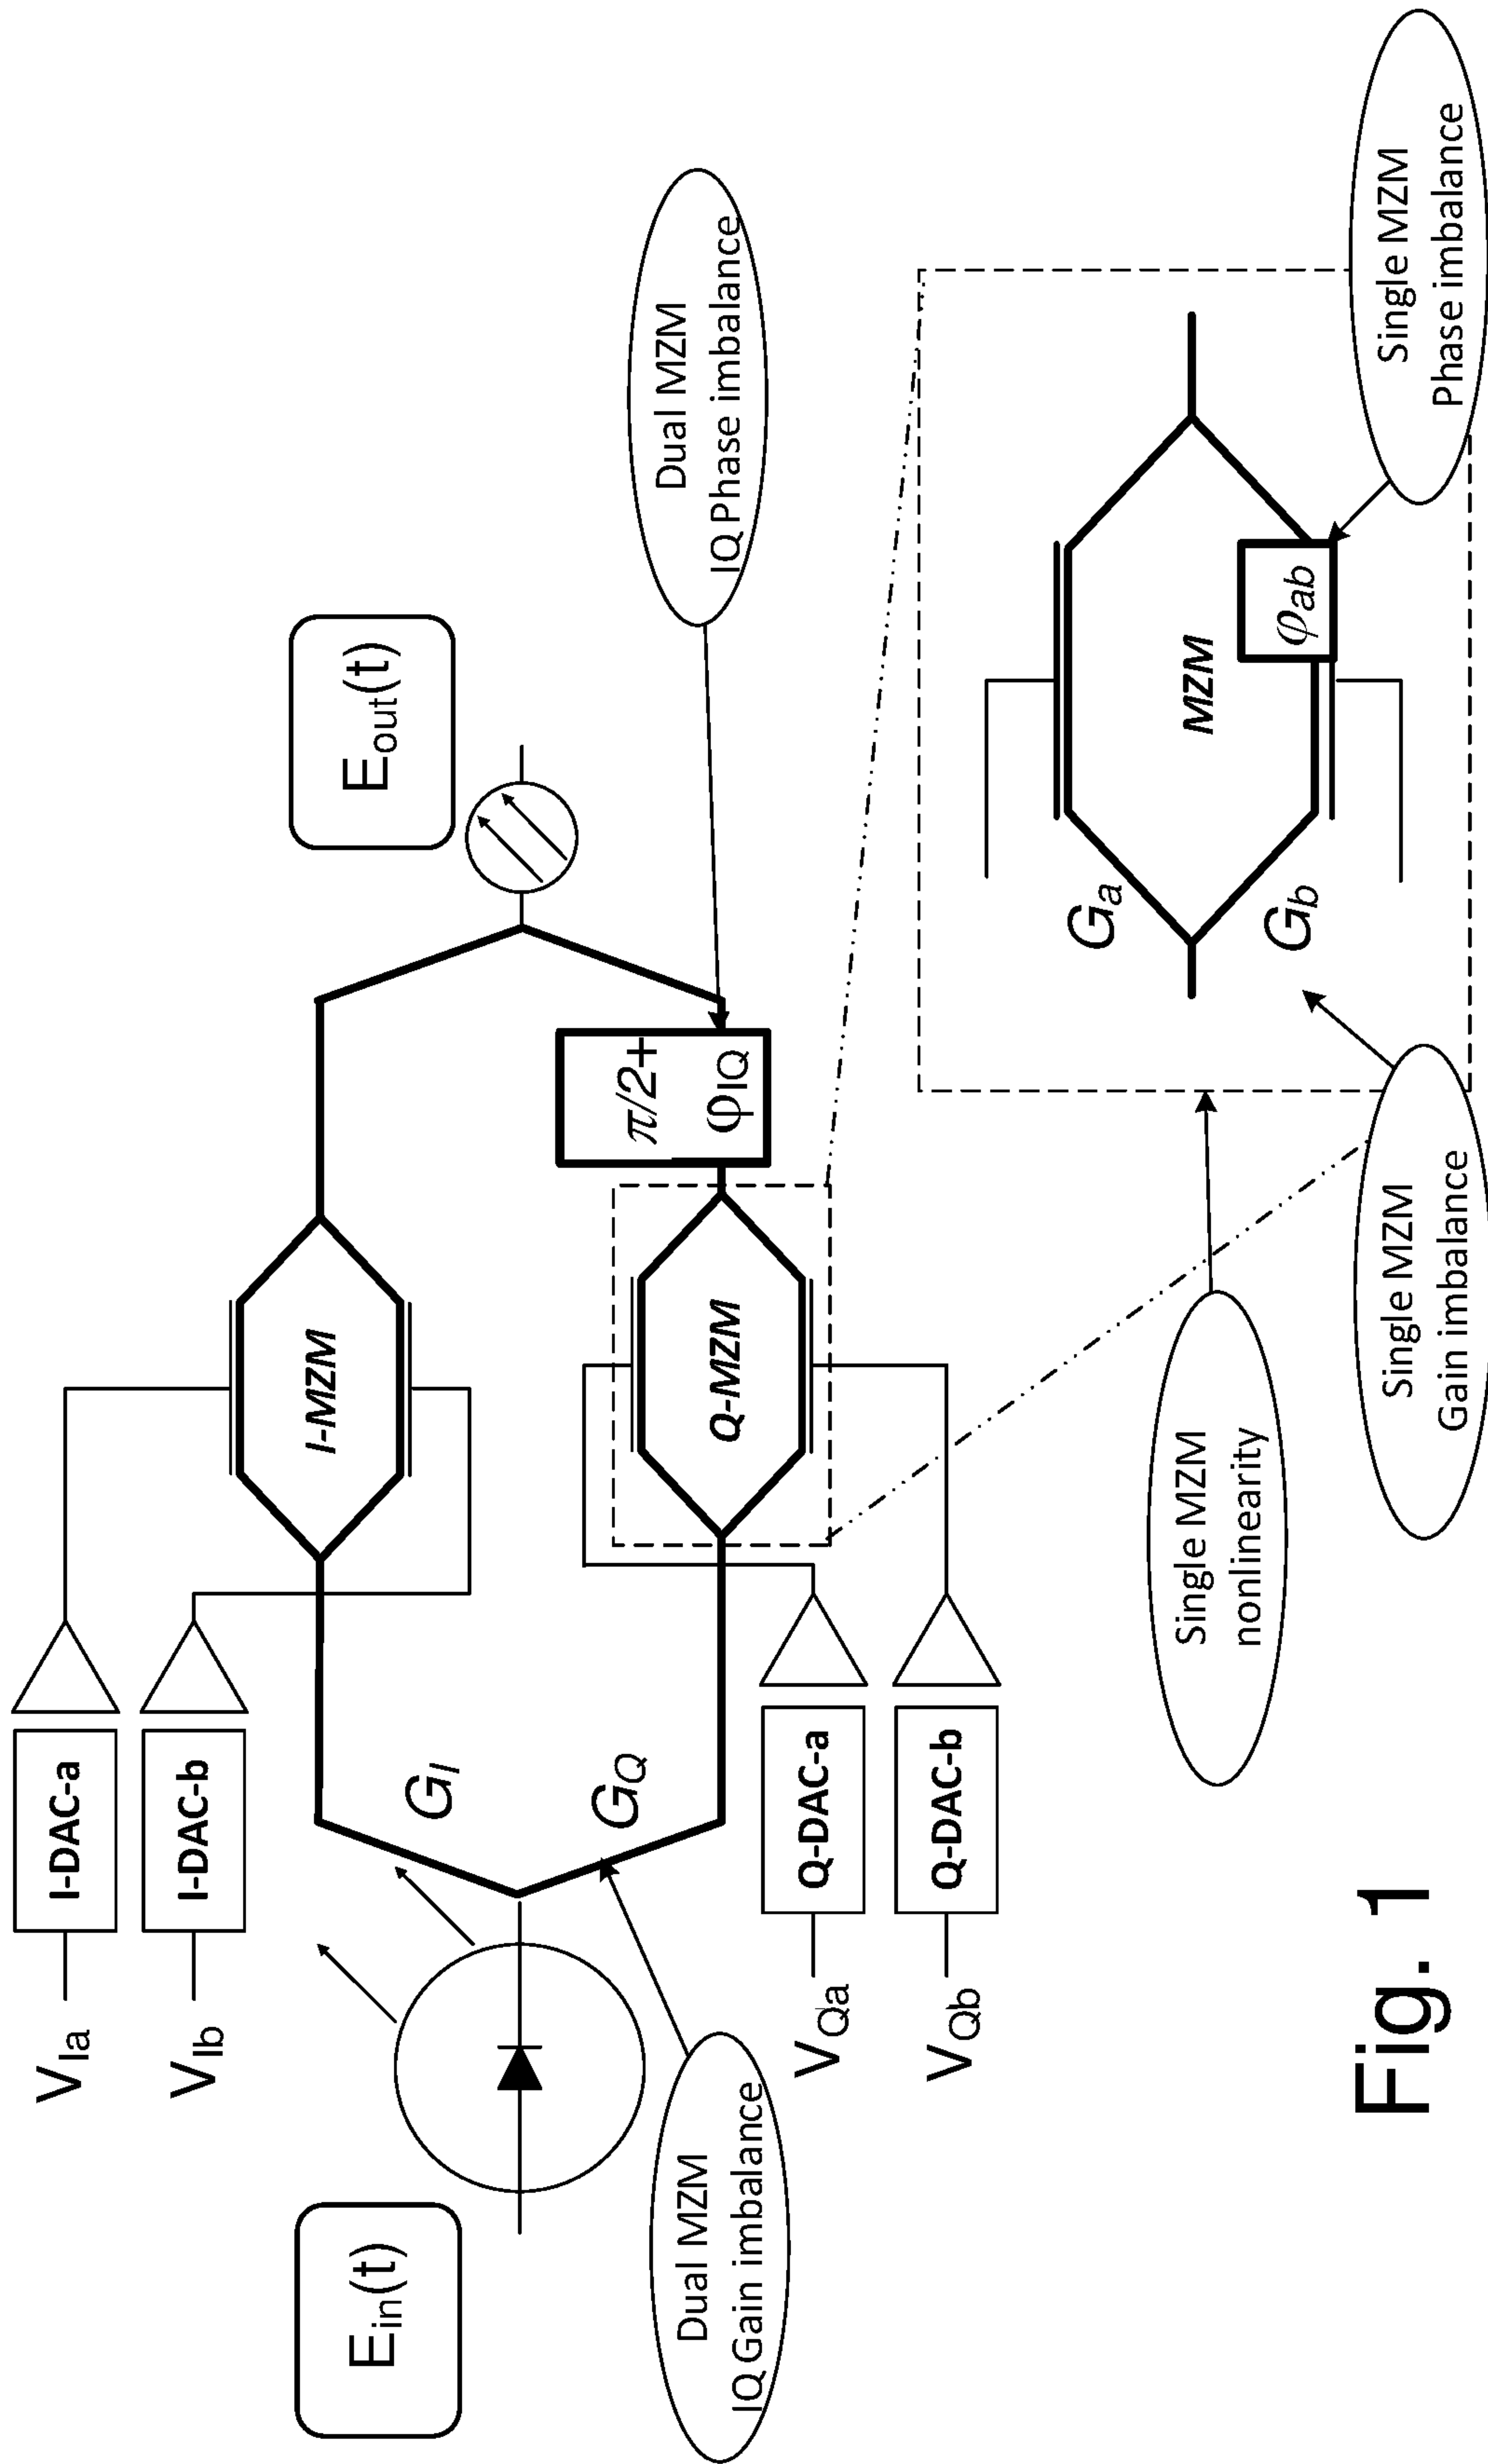 V_Ia
I-DAC-a
V_Ib
I-DAC-b
E_in(t)
G_I
I-MZM
E_out(t)
G_Q
Q-MZM
π/2+
φ_IQ
Dual MZM
IQ Gain imbalance
Dual MZM
IQ Phase imbalance
V_Qa
Q-DAC-a
V_Qb
Q-DAC-b
G_a
MZM
G_b
φ_ab
Single MZM
nonlinearity
Single MZM
Gain imbalance
Single MZM
Phase imbalance
Fig. 1